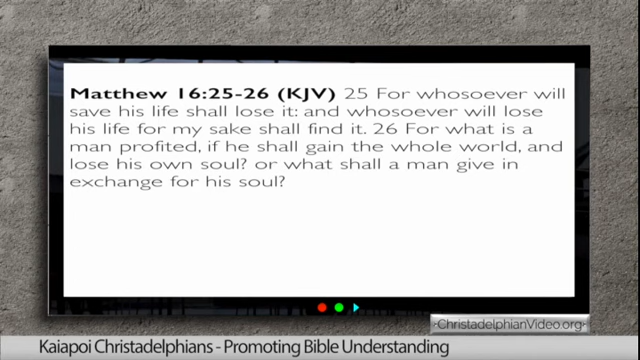 Matthew 16:25-26 (KJV) 25 For whosoever will
save his life shall lose it: and whosoever will lose
his life for my sake shall find it. 26 For what is a
man profited, if he shall gain the whole world, and
lose his own soul? or what shall a man give in
exchange for his soul?
ChristadelphianVideo.org
Kaiapoi Christadelphians - Promoting Bible Understanding